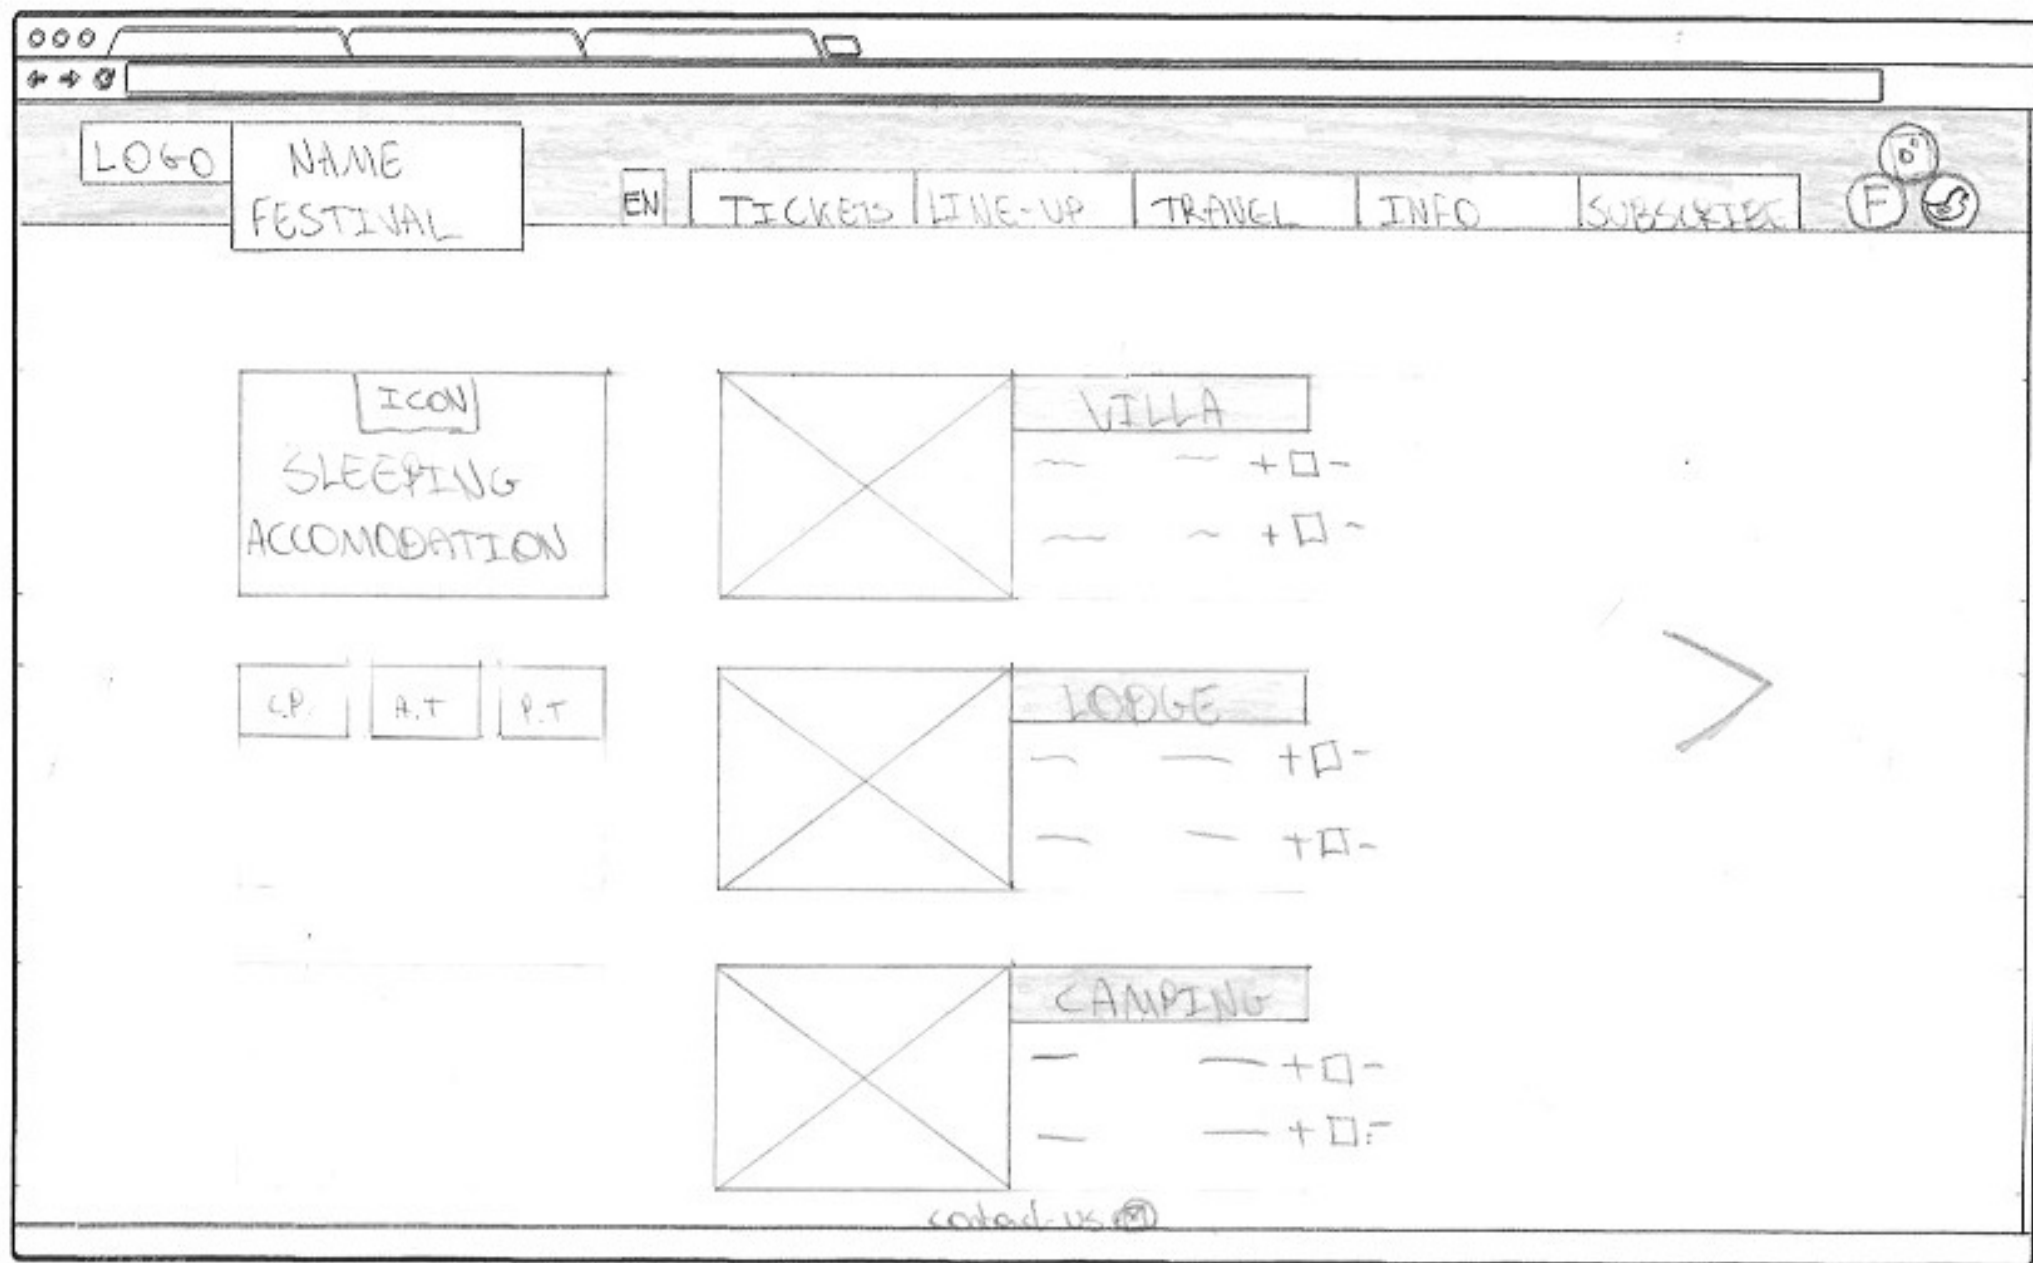 LOGO
NAME
FESTIVAL
EN
TICKETS
LINE-UP
TRAVEL
INFO
SUBSCRIBE
F
ICON
SLEEPING
ACCOMODATION
C.P.
A.T
P.T
VILLA
+ -
+ -
LODGE
+ -
+ -
CAMPING
+ -
+ -
contact-us